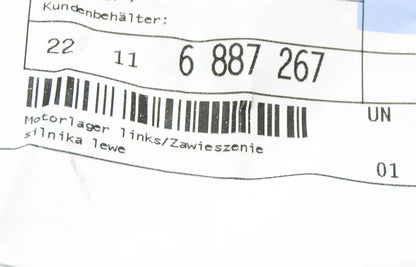 Kundenbehälter:
22 11 6 887 267
UN
Motorlager links/Zawieszenie
silnika lewe
01